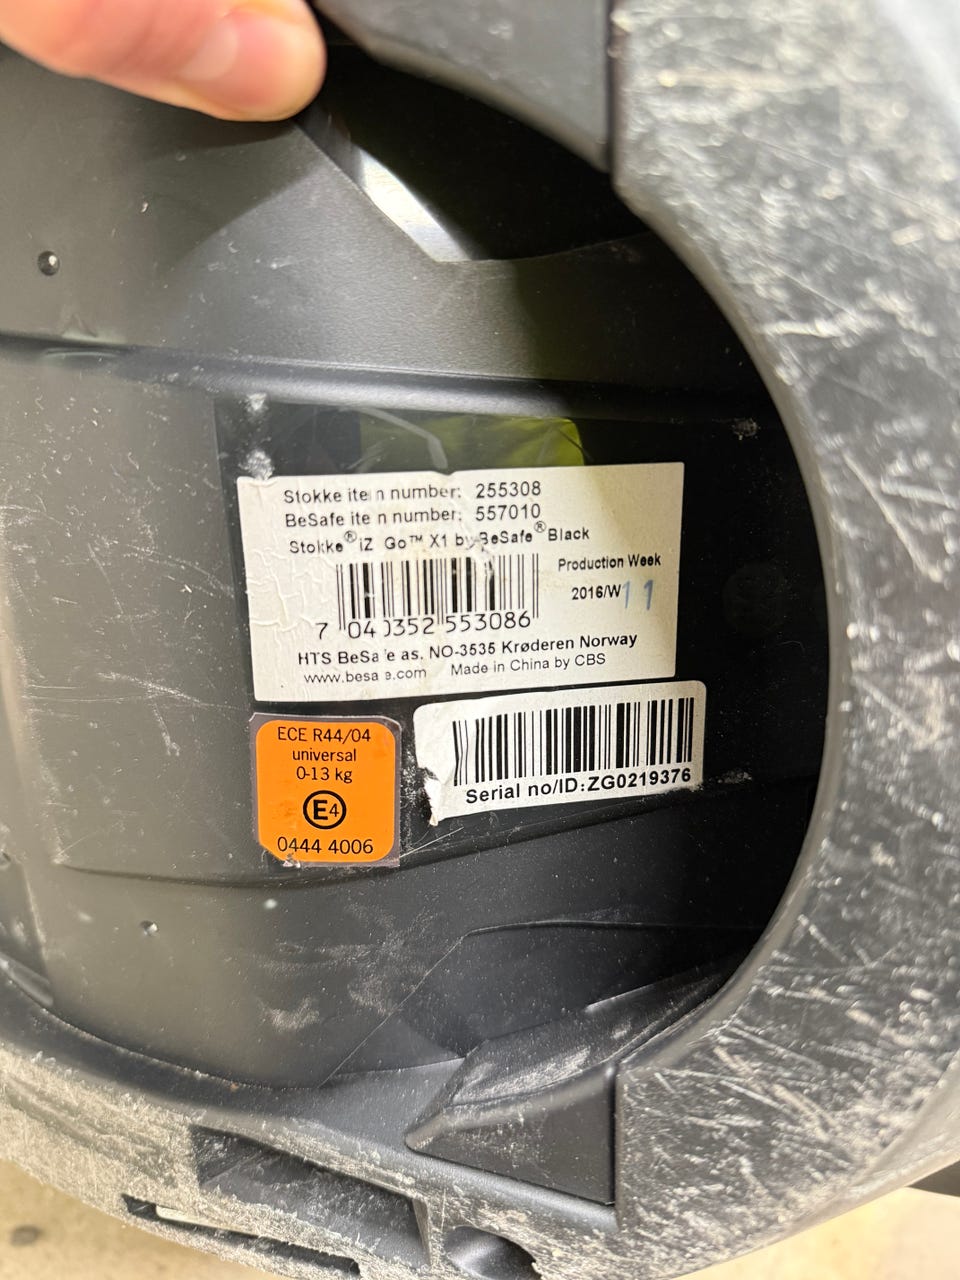 Stokke item number: 255308
BeSafe item number: 557010
Stokke® iZi Go™ X1 by BeSafe® Black
Production Week
2016/W11
7 040352 553086
HTS BeSafe as. NO-3535 Krøderen Norway
www.besafe.com Made in China by CBS
ECE R44/04
universal
0-13 kg
E4
0444 4006
Serial no/ID:ZG0219376